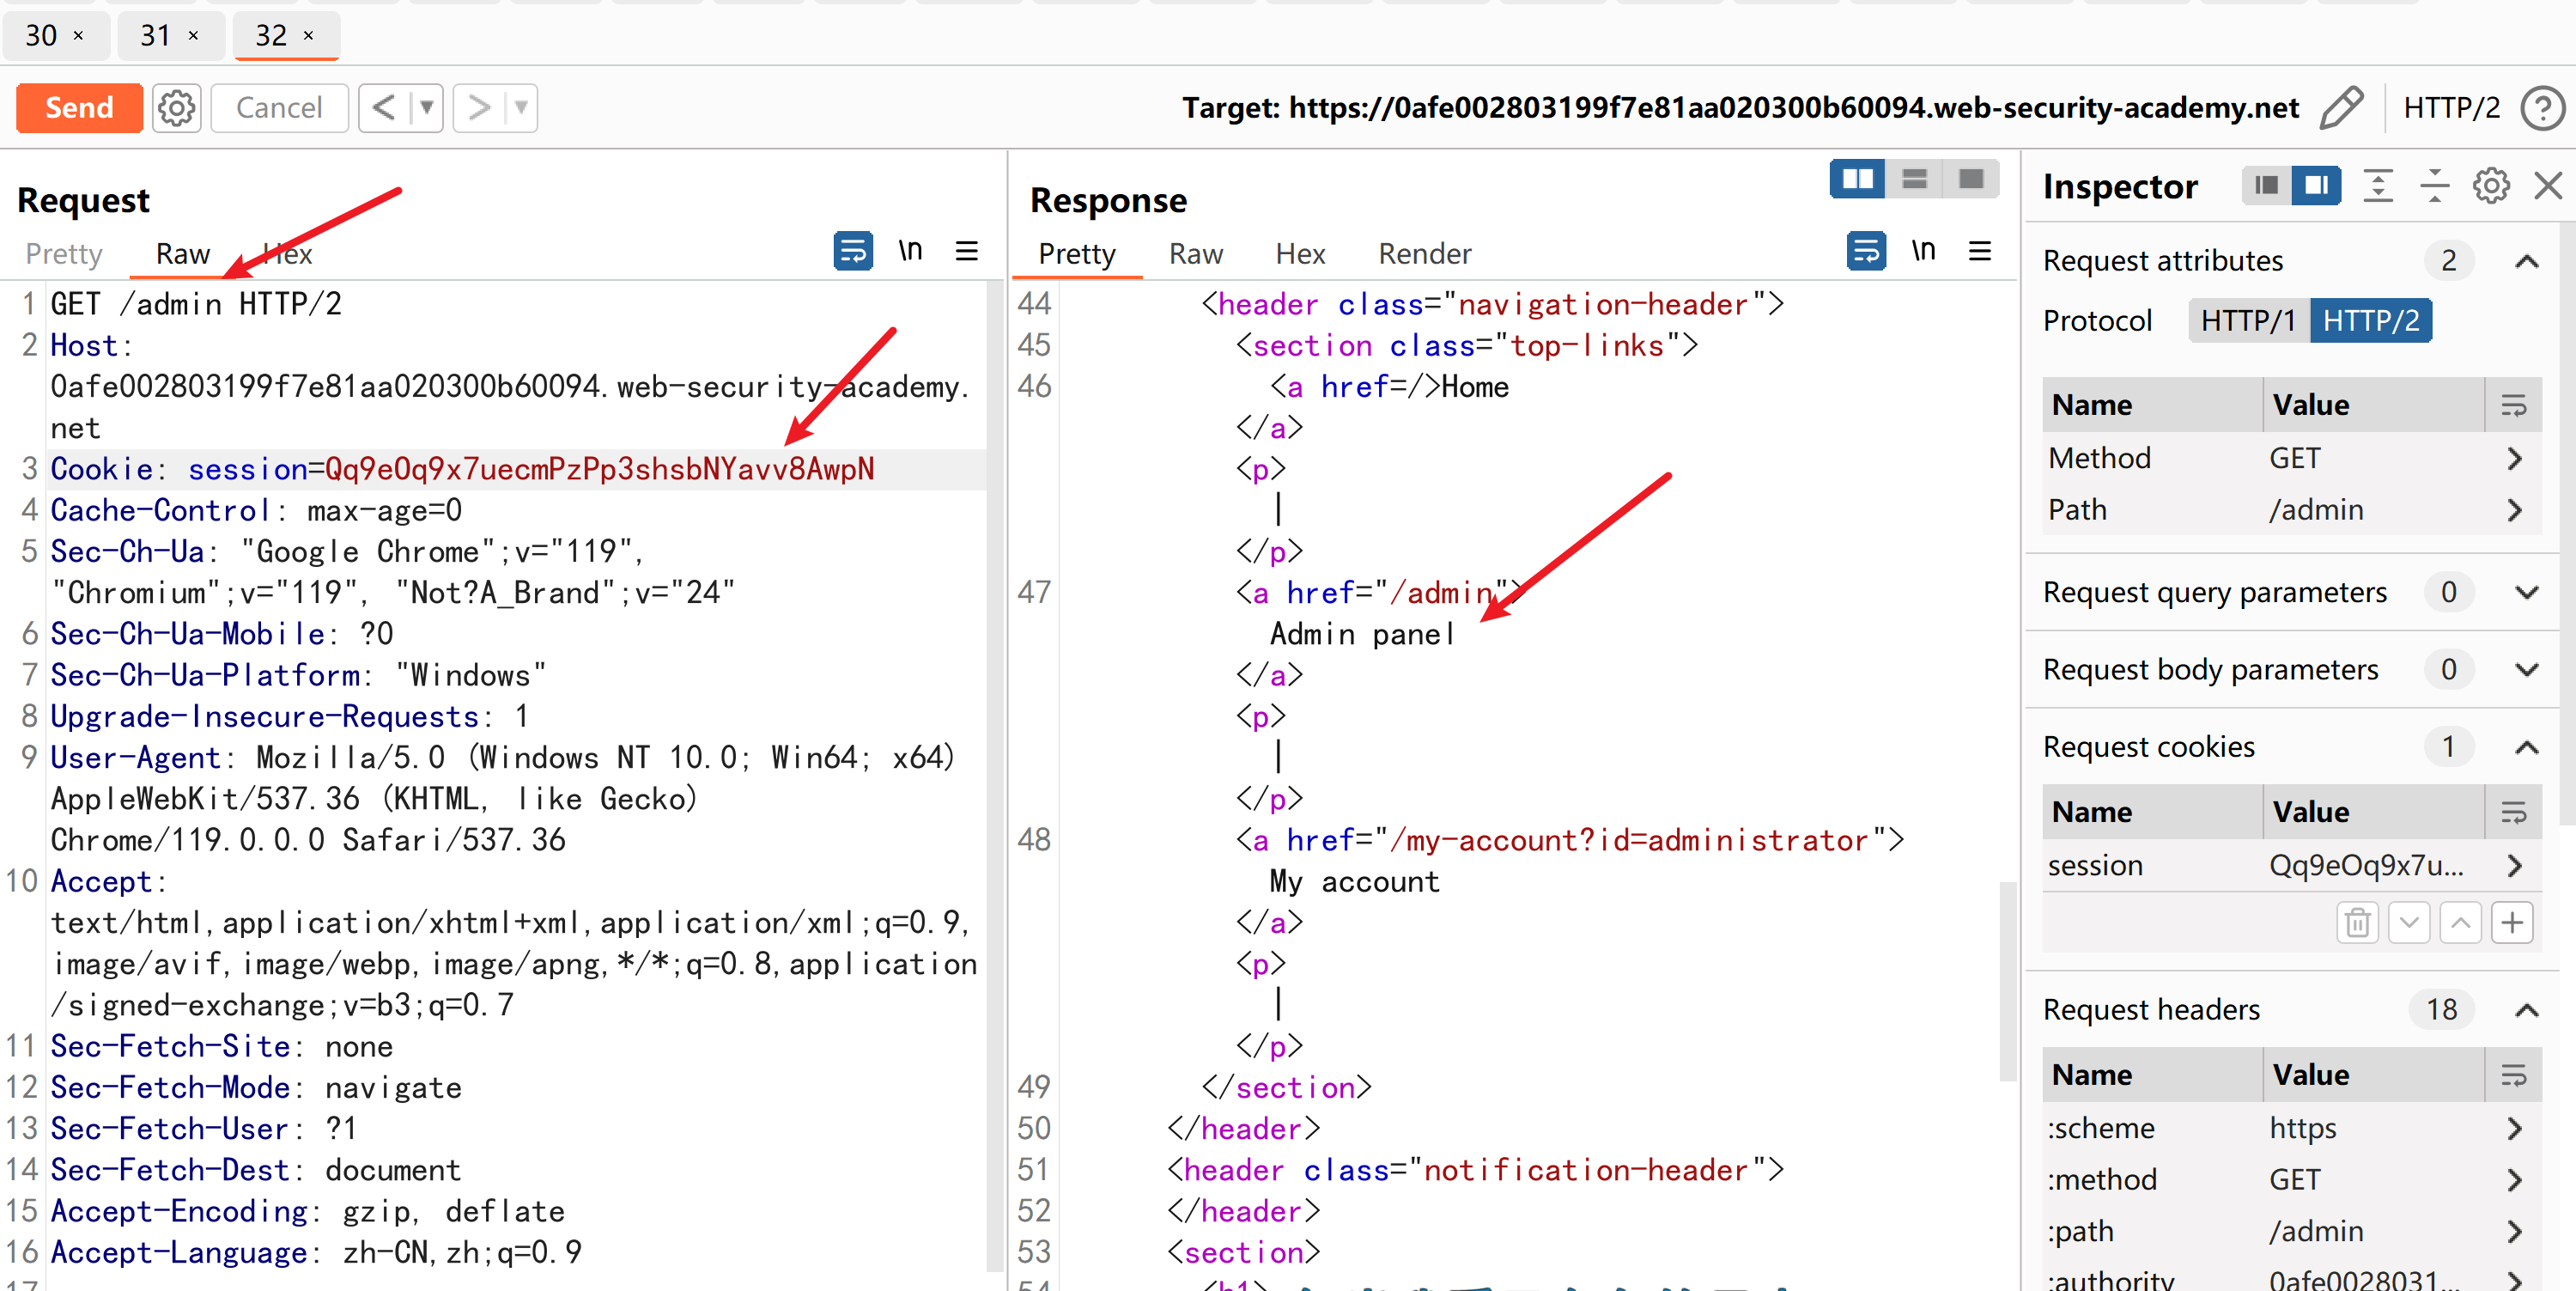 30 × 31 × 32 ×
Send Cancel < ▼ > ▼ Target: https://0afe002803199f7e81aa020300b60094.web-security-academy.net HTTP/2 ?
Request
Pretty Raw Hex \n
1 GET /admin HTTP/2
2 Host:
0afe002803199f7e81aa020300b60094.web-security-academy.
net
3 Cookie: session=Qq9eOq9x7uecmPzPp3shsbNYavv8AwpN
4 Cache-Control: max-age=0
5 Sec-Ch-Ua: "Google Chrome";v="119",
"Chromium";v="119", "Not?A_Brand";v="24"
6 Sec-Ch-Ua-Mobile: ?0
7 Sec-Ch-Ua-Platform: "Windows"
8 Upgrade-Insecure-Requests: 1
9 User-Agent: Mozilla/5.0 (Windows NT 10.0; Win64; x64)
AppleWebKit/537.36 (KHTML, like Gecko)
Chrome/119.0.0.0 Safari/537.36
10 Accept:
text/html,application/xhtml+xml,application/xml;q=0.9,
image/avif,image/webp,image/apng,*/*;q=0.8,application
/signed-exchange;v=b3;q=0.7
11 Sec-Fetch-Site: none
12 Sec-Fetch-Mode: navigate
13 Sec-Fetch-User: ?1
14 Sec-Fetch-Dest: document
15 Accept-Encoding: gzip, deflate
16 Accept-Language: zh-CN,zh;q=0.9
17
Response
Pretty Raw Hex Render \n
44 <header class="navigation-header">
45 <section class="top-links">
46 <a href=/>Home
</a>
<p>
|
</p>
47 <a href="/admin">
Admin panel
</a>
<p>
|
</p>
48 <a href="/my-account?id=administrator">
My account
</a>
<p>
|
</p>
49 </section>
50 </header>
51 <header class="notification-header">
52 </header>
53 <section>
54 <h1>
Inspector
Request attributes 2
Protocol HTTP/1 HTTP/2
Name Value
Method GET
Path /admin
Request query parameters 0
Request body parameters 0
Request cookies 1
Name Value
session Qq9eOq9x7u...
Request headers 18
Name Value
:scheme https
:method GET
:path /admin
:authority 0afe0028031...